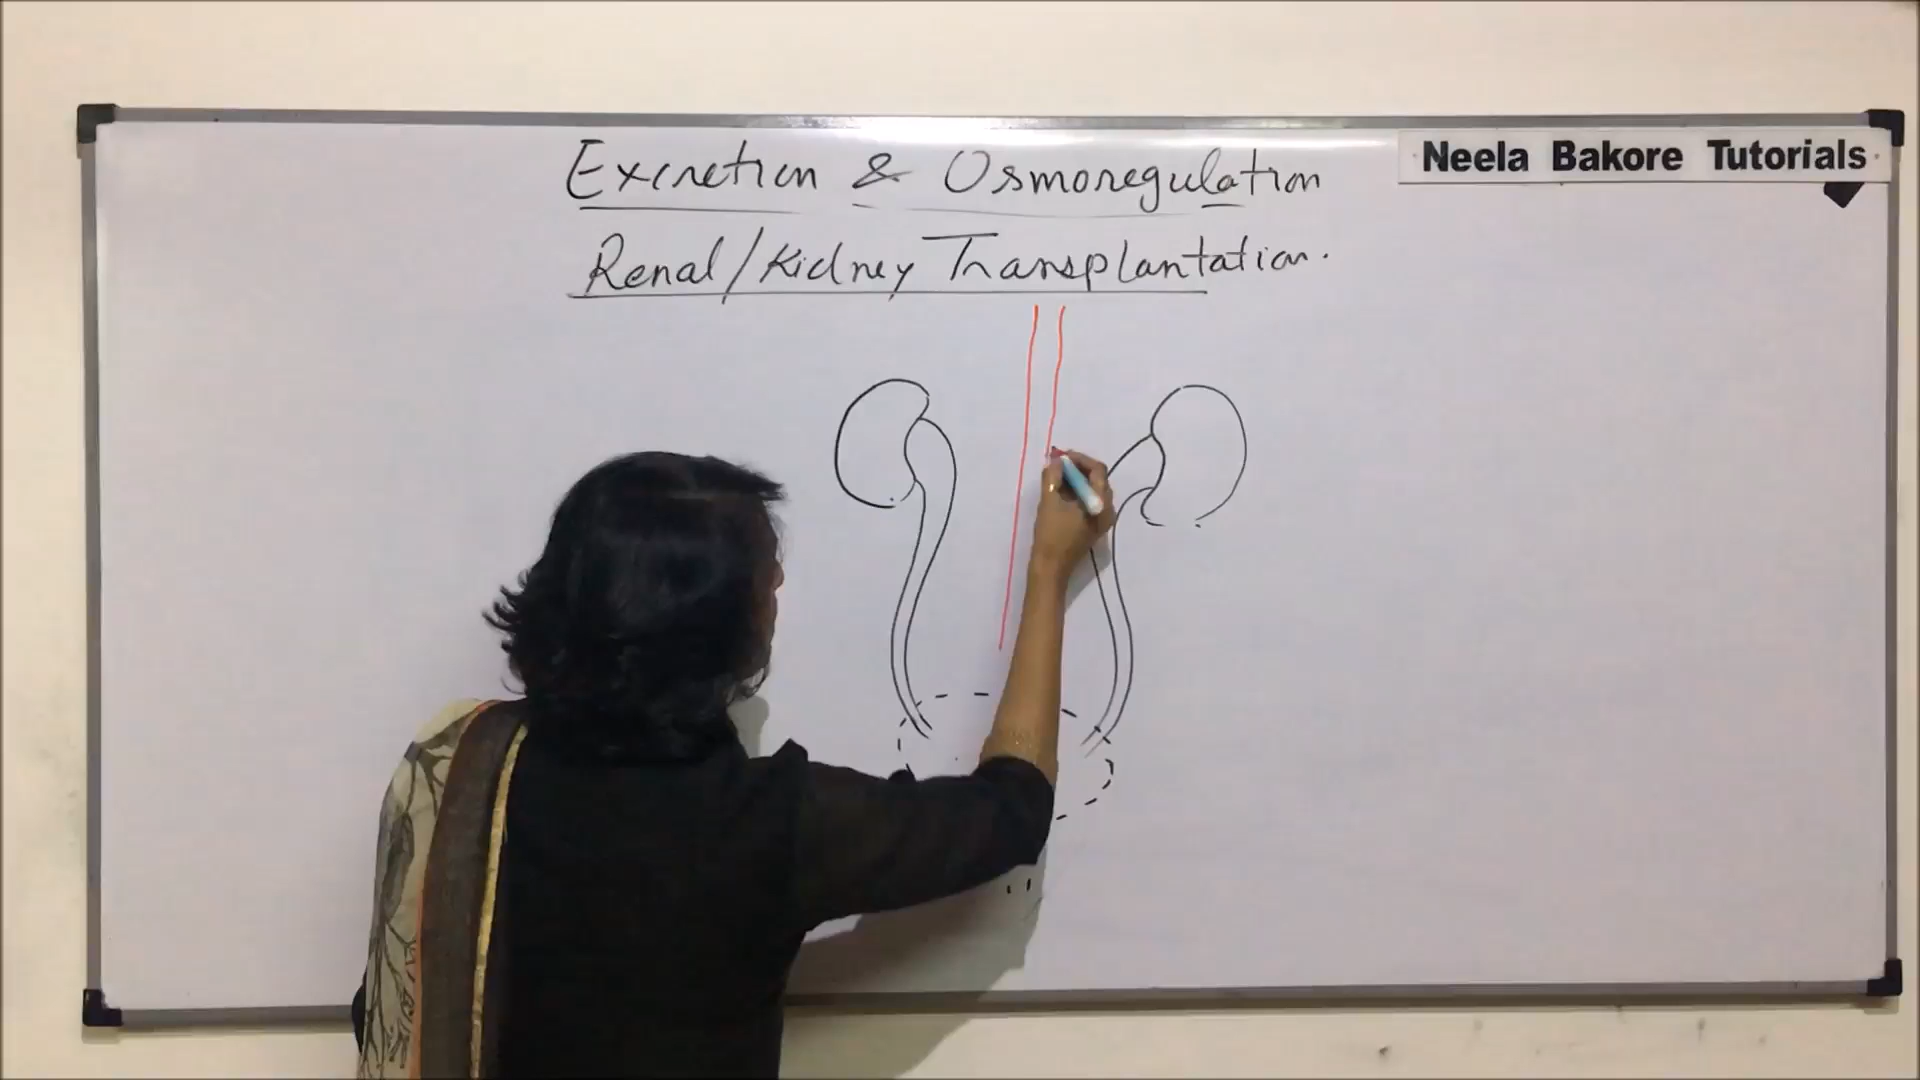 Excretion & Osmoregulation
Neela Bakore Tutorials
Renal/Kidney Transplantation.